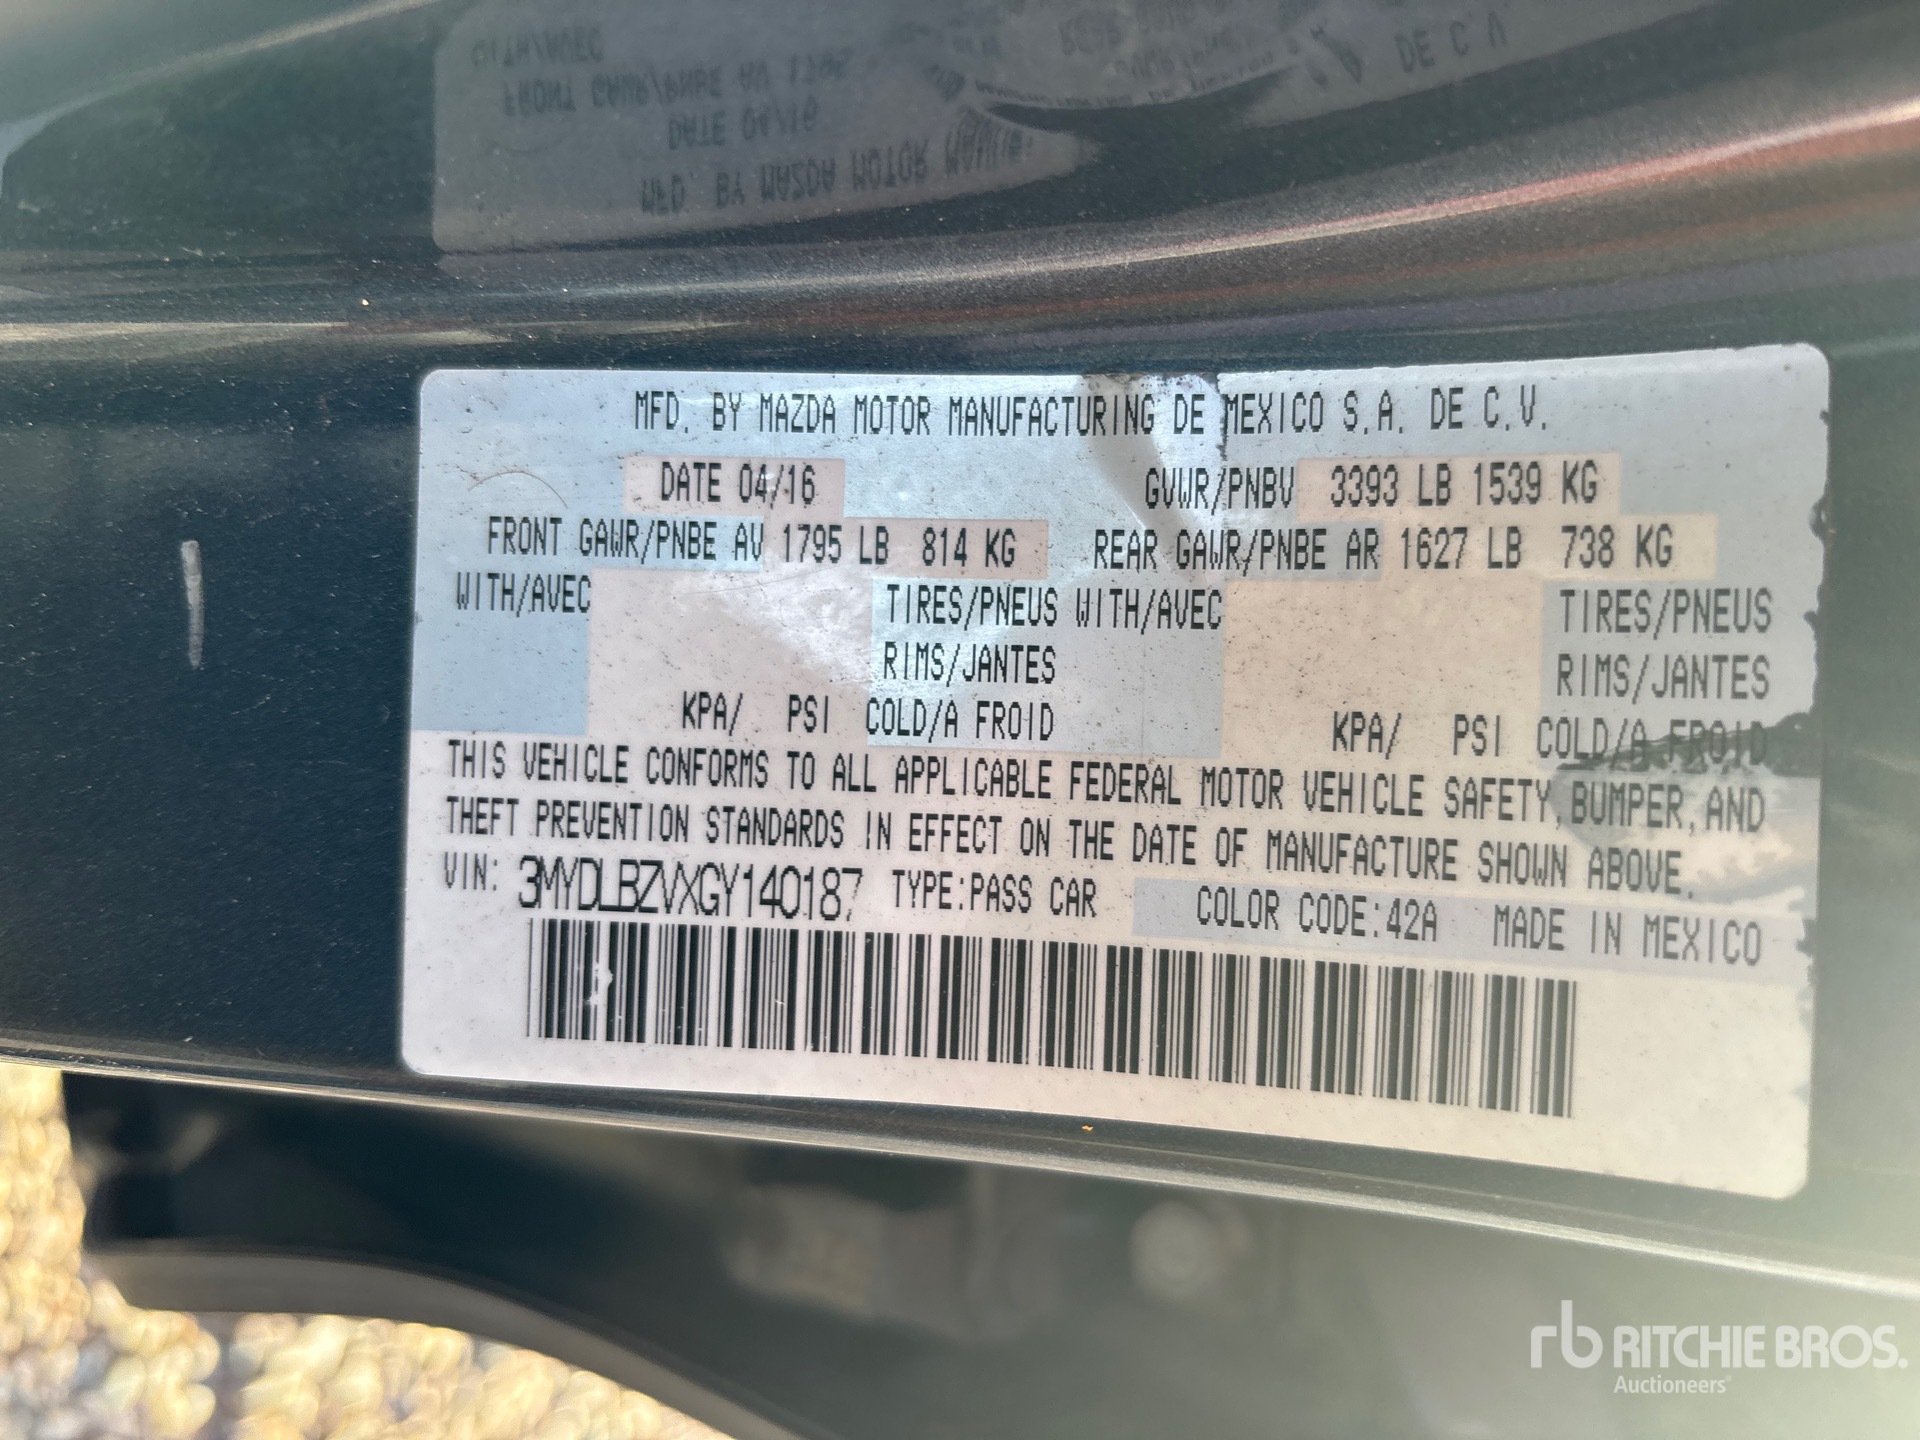 MFD. BY MAZDA MOTOR MANUFACTURING DE MEXICO S.A. DE C.V.
DATE 04/16 GVWR/PNBV 3393 LB 1539 KG
FRONT GAWR/PNBE AV 1795 LB 814 KG REAR GAWR/PNBE AR 1627 LB 738 KG
WITH/AVEC TIRES/PNEUS WITH/AVEC TIRES/PNEUS
RIMS/JANTES RIMS/JANTES
KPA/ PSI COLD/A FROID KPA/ PSI COLD/A FROID
THIS VEHICLE CONFORMS TO ALL APPLICABLE FEDERAL MOTOR VEHICLE SAFETY, BUMPER, AND
THEFT PREVENTION STANDARDS IN EFFECT ON THE DATE OF MANUFACTURE SHOWN ABOVE.
VIN: 3MYDLBZVXGY140187 TYPE:PASS CAR COLOR CODE:42A MADE IN MEXICO
rb RITCHIE BROS.
Auctioneers